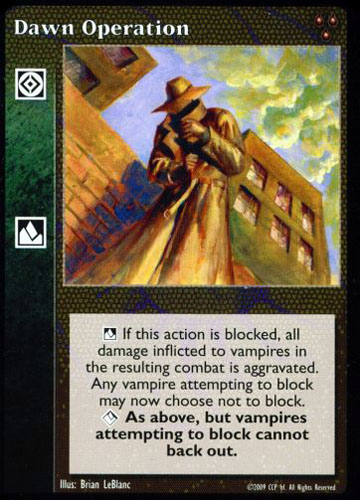 Dawn Operation
If this action is blocked, all
damage inflicted to vampires in
the resulting combat is aggravated.
Any vampire attempting to block
may now choose not to block.
As above, but vampires
attempting to block cannot
back out.
Illus: Brian LeBlanc
©2009 CCP hf. All Rights Reserved